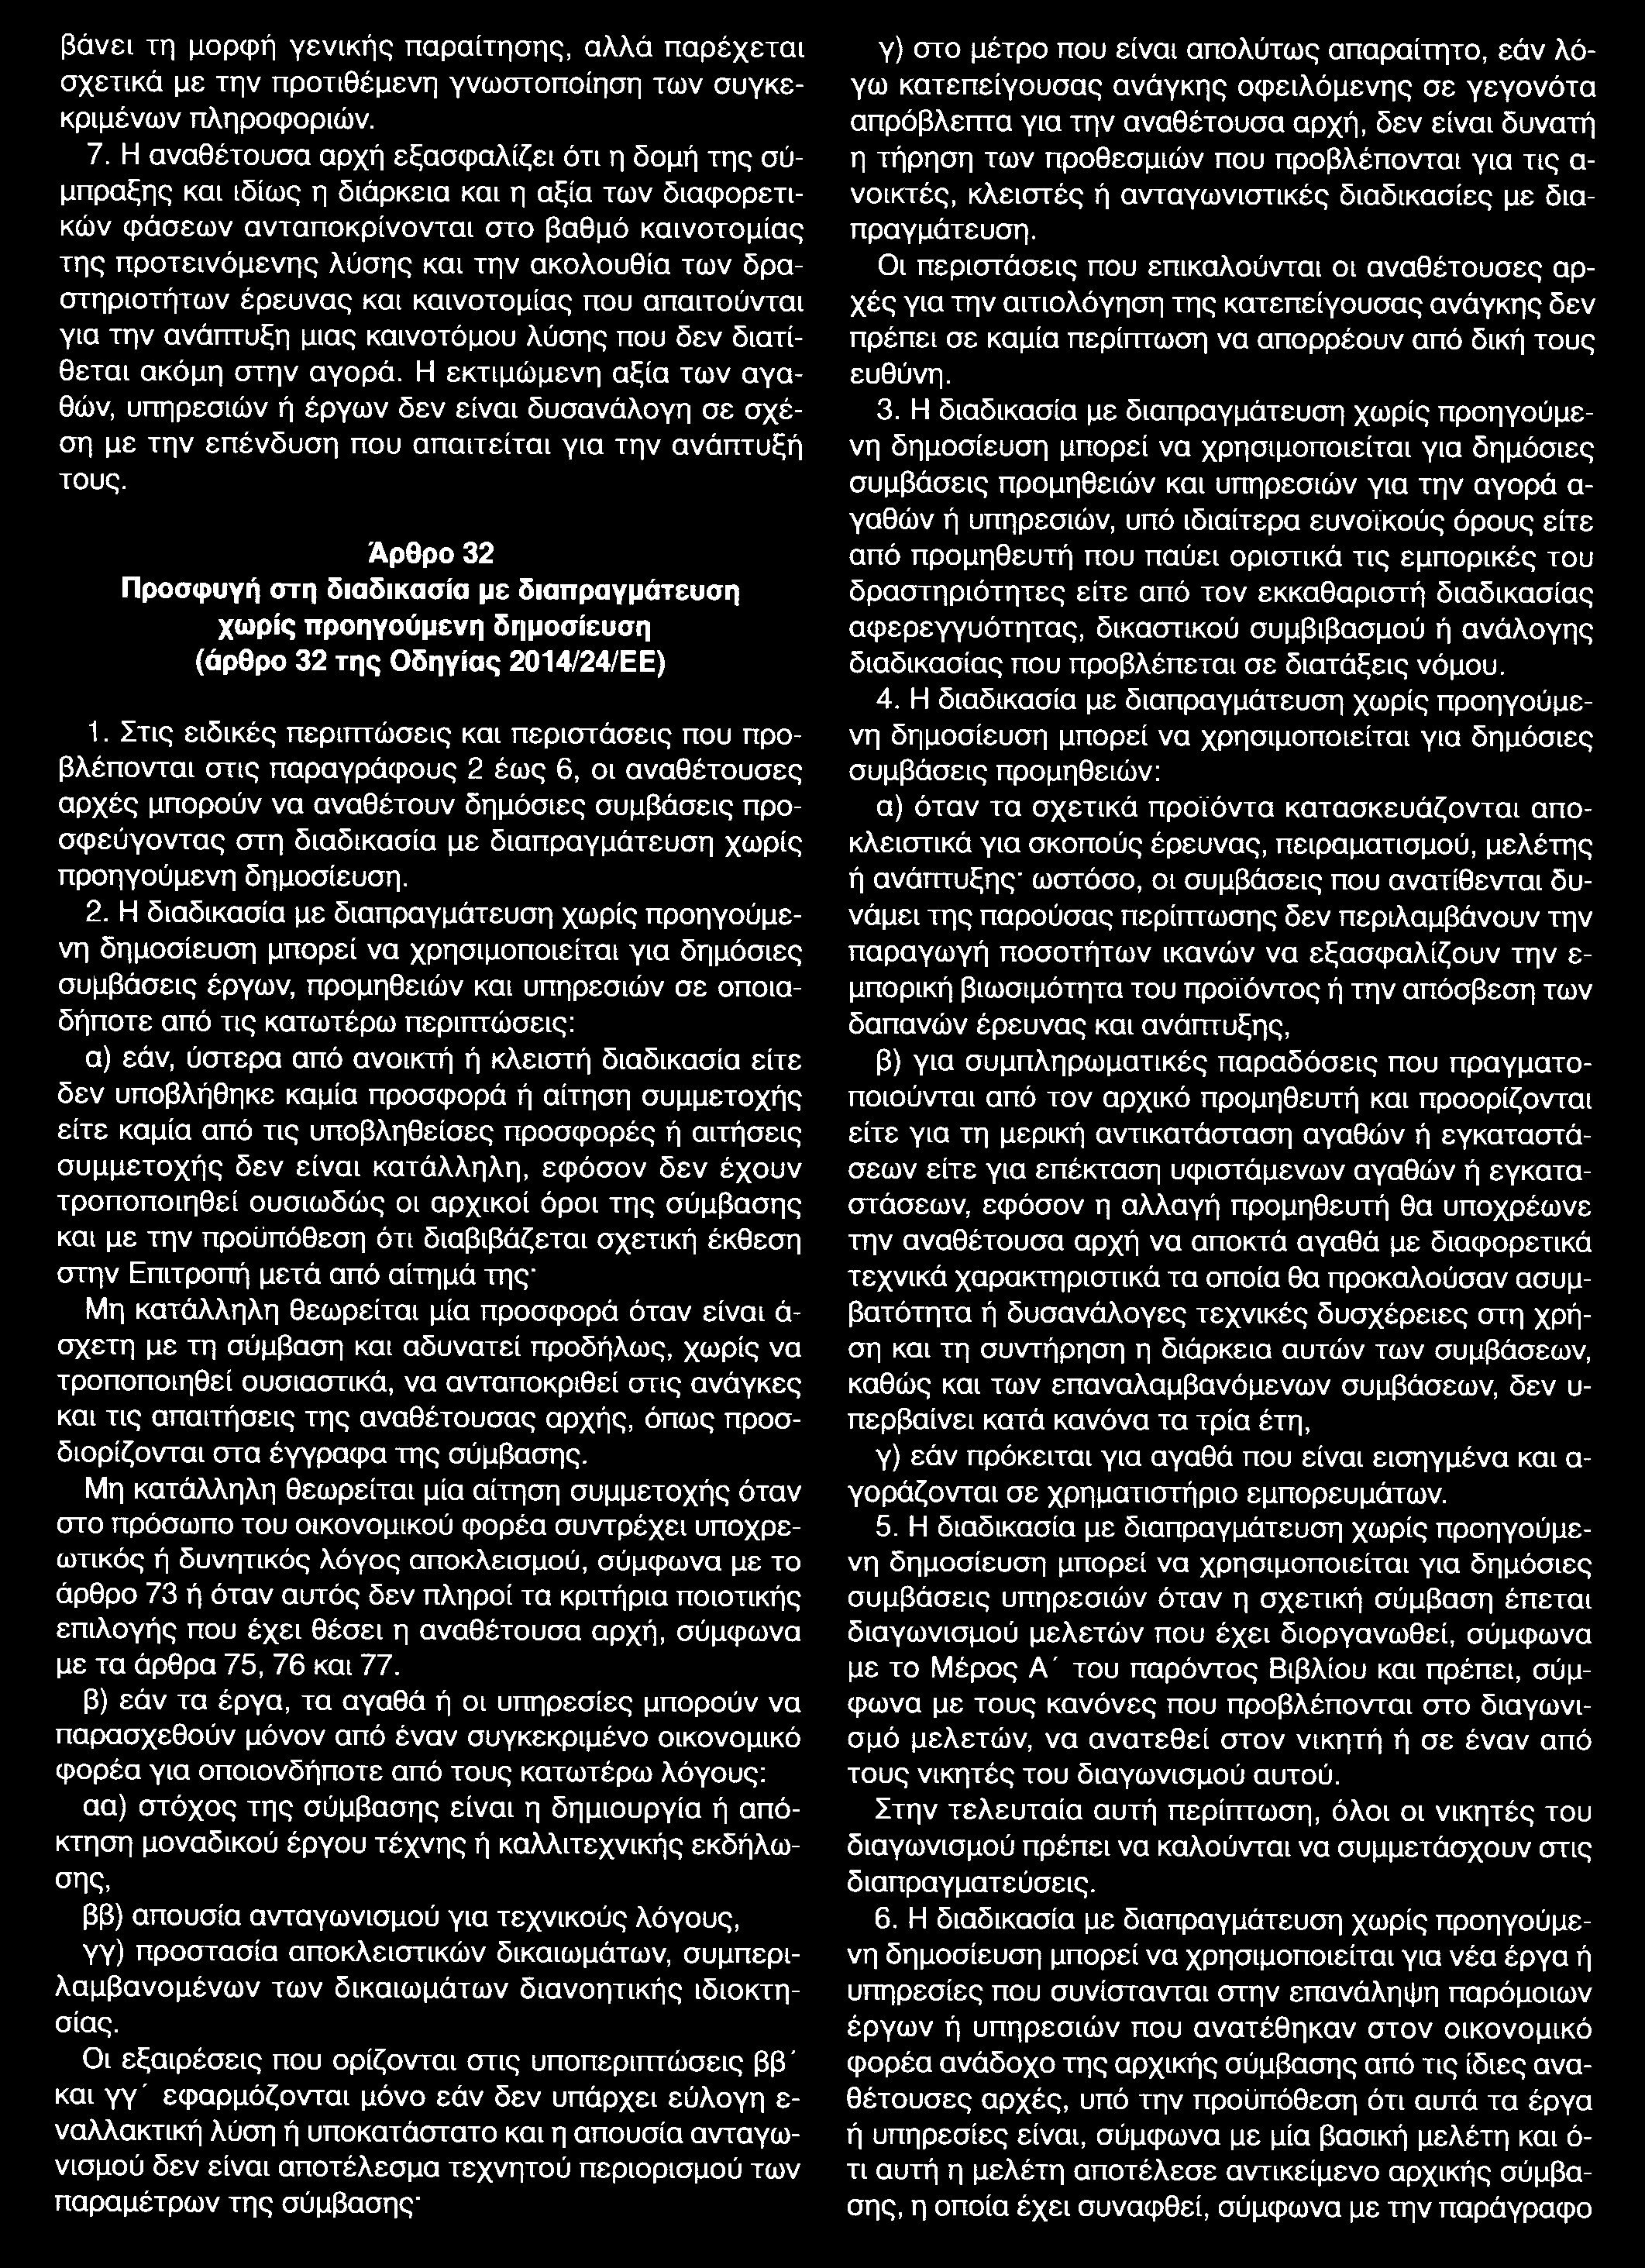 βάνει τη μορφή γενικής παραίτησης, αλλά παρέχεται
σχετικά με την προτιθέμενη γνωστοποίηση των συγκε-
κριμένων πληροφοριών.
7. Η αναθέτουσα αρχή εξασφαλίζει ότι η δομή της σύ-
μπραξης και ιδίως η διάρκεια και η αξία των διαφορετι-
κών φάσεων ανταποκρίνονται στο βαθμό καινοτομίας
της προτεινόμενης λύσης και την ακολουθία των δρα-
στηριοτήτων έρευνας και καινοτομίας που απαιτούνται
για την ανάπτυξη μιας καινοτόμου λύσης που δεν διατί-
θεται ακόμη στην αγορά. Η εκτιμώμενη αξία των αγα-
θών, υπηρεσιών ή έργων δεν είναι δυσανάλογη σε σχέ-
ση με την επένδυση που απαιτείται για την ανάπτυξή
τους.
Άρθρο 32
Προσφυγή στη διαδικασία με διαπραγμάτευση
χωρίς προηγούμενη δημοσίευση
(άρθρο 32 της Οδηγίας 2014/24/ΕΕ)
1. Στις ειδικές περιπτώσεις και περιστάσεις που προ-
βλέπονται στις παραγράφους 2 έως 6, οι αναθέτουσες
αρχές μπορούν να αναθέτουν δημόσιες συμβάσεις προ-
σφεύγοντας στη διαδικασία με διαπραγμάτευση χωρίς
προηγούμενη δημοσίευση.
2. Η διαδικασία με διαπραγμάτευση χωρίς προηγούμε-
νη δημοσίευση μπορεί να χρησιμοποιείται για δημόσιες
συμβάσεις έργων, προμηθειών και υπηρεσιών σε οποια-
δήποτε από τις κατωτέρω περιπτώσεις:
α) εάν, ύστερα από ανοικτή ή κλειστή διαδικασία είτε
δεν υποβλήθηκε καμία προσφορά ή αίτηση συμμετοχής
είτε καμία από τις υποβληθείσες προσφορές ή αιτήσεις
συμμετοχής δεν είναι κατάλληλη, εφόσον δεν έχουν
τροποποιηθεί ουσιωδώς οι αρχικοί όροι της σύμβασης
και με την προϋπόθεση ότι διαβιβάζεται σχετική έκθεση
στην Επιτροπή μετά από αίτημά της·
Μη κατάλληλη θεωρείται μία προσφορά όταν είναι ά-
σχετη με τη σύμβαση και αδυνατεί προδήλως, χωρίς να
τροποποιηθεί ουσιαστικά, να ανταποκριθεί στις ανάγκες
και τις απαιτήσεις της αναθέτουσας αρχής, όπως προσ-
διορίζονται στα έγγραφα της σύμβασης.
Μη κατάλληλη θεωρείται μία αίτηση συμμετοχής όταν
στο πρόσωπο του οικονομικού φορέα συντρέχει υποχρε-
ωτικός ή δυνητικός λόγος αποκλεισμού, σύμφωνα με το
άρθρο 73 ή όταν αυτός δεν πληροί τα κριτήρια ποιοτικής
επιλογής που έχει θέσει η αναθέτουσα αρχή, σύμφωνα
με τα άρθρα 75, 76 και 77.
β) εάν τα έργα, τα αγαθά ή οι υπηρεσίες μπορούν να
παρασχεθούν μόνον από έναν συγκεκριμένο οικονομικό
φορέα για οποιονδήποτε από τους κατωτέρω λόγους:
αα) στόχος της σύμβασης είναι η δημιουργία ή από-
κτηση μοναδικού έργου τέχνης ή καλλιτεχνικής εκδήλω-
σης,
ββ) απουσία ανταγωνισμού για τεχνικούς λόγους,
γγ) προστασία αποκλειστικών δικαιωμάτων, συμπερι-
λαμβανομένων των δικαιωμάτων διανοητικής ιδιοκτη-
σίας.
Οι εξαιρέσεις που ορίζονται στις υποπεριπτώσεις ββ΄
και γγ΄ εφαρμόζονται μόνο εάν δεν υπάρχει εύλογη ε-
ναλλακτική λύση ή υποκατάστατο και η απουσία ανταγω-
νισμού δεν είναι αποτέλεσμα τεχνητού περιορισμού των
παραμέτρων της σύμβασης·
γ) στο μέτρο που είναι απολύτως απαραίτητο, εάν λό-
γω κατεπείγουσας ανάγκης οφειλόμενης σε γεγονότα
απρόβλεπτα για την αναθέτουσα αρχή, δεν είναι δυνατή
η τήρηση των προθεσμιών που προβλέπονται για τις α-
νοικτές, κλειστές ή ανταγωνιστικές διαδικασίες με δια-
πραγμάτευση.
Οι περιστάσεις που επικαλούνται οι αναθέτουσες αρ-
χές για την αιτιολόγηση της κατεπείγουσας ανάγκης δεν
πρέπει σε καμία περίπτωση να απορρέουν από δική τους
ευθύνη.
3. Η διαδικασία με διαπραγμάτευση χωρίς προηγούμε-
νη δημοσίευση μπορεί να χρησιμοποιείται για δημόσιες
συμβάσεις προμηθειών και υπηρεσιών για την αγορά α-
γαθών ή υπηρεσιών, υπό ιδιαίτερα ευνοϊκούς όρους είτε
από προμηθευτή που παύει οριστικά τις εμπορικές του
δραστηριότητες είτε από τον εκκαθαριστή διαδικασίας
αφερεγγυότητας, δικαστικού συμβιβασμού ή ανάλογης
διαδικασίας που προβλέπεται σε διατάξεις νόμου.
4. Η διαδικασία με διαπραγμάτευση χωρίς προηγούμε-
νη δημοσίευση μπορεί να χρησιμοποιείται για δημόσιες
συμβάσεις προμηθειών:
α) όταν τα σχετικά προϊόντα κατασκευάζονται απο-
κλειστικά για σκοπούς έρευνας, πειραματισμού, μελέτης
ή ανάπτυξης· ωστόσο, οι συμβάσεις που ανατίθενται δυ-
νάμει της παρούσας περίπτωσης δεν περιλαμβάνουν την
παραγωγή ποσοτήτων ικανών να εξασφαλίζουν την ε-
μπορική βιωσιμότητα του προϊόντος ή την απόσβεση των
δαπανών έρευνας και ανάπτυξης,
β) για συμπληρωματικές παραδόσεις που πραγματο-
ποιούνται από τον αρχικό προμηθευτή και προορίζονται
είτε για τη μερική αντικατάσταση αγαθών ή εγκαταστά-
σεων είτε για επέκταση υφιστάμενων αγαθών ή εγκατα-
στάσεων, εφόσον η αλλαγή προμηθευτή θα υποχρέωνε
την αναθέτουσα αρχή να αποκτά αγαθά με διαφορετικά
τεχνικά χαρακτηριστικά τα οποία θα προκαλούσαν ασυμ-
βατότητα ή δυσανάλογες τεχνικές δυσχέρειες στη χρή-
ση και τη συντήρηση η διάρκεια αυτών των συμβάσεων,
καθώς και των επαναλαμβανόμενων συμβάσεων, δεν υ-
περβαίνει κατά κανόνα τα τρία έτη,
γ) εάν πρόκειται για αγαθά που είναι εισηγμένα και α-
γοράζονται σε χρηματιστήριο εμπορευμάτων.
5. Η διαδικασία με διαπραγμάτευση χωρίς προηγούμε-
νη δημοσίευση μπορεί να χρησιμοποιείται για δημόσιες
συμβάσεις υπηρεσιών όταν η σχετική σύμβαση έπεται
διαγωνισμού μελετών που έχει διοργανωθεί, σύμφωνα
με το Μέρος Α΄ του παρόντος Βιβλίου και πρέπει, σύμ-
φωνα με τους κανόνες που προβλέπονται στο διαγωνι-
σμό μελετών, να ανατεθεί στον νικητή ή σε έναν από
τους νικητές του διαγωνισμού αυτού.
Στην τελευταία αυτή περίπτωση, όλοι οι νικητές του
διαγωνισμού πρέπει να καλούνται να συμμετάσχουν στις
διαπραγματεύσεις.
6. Η διαδικασία με διαπραγμάτευση χωρίς προηγούμε-
νη δημοσίευση μπορεί να χρησιμοποιείται για νέα έργα ή
υπηρεσίες που συνίστανται στην επανάληψη παρόμοιων
έργων ή υπηρεσιών που ανατέθηκαν στον οικονομικό
φορέα ανάδοχο της αρχικής σύμβασης από τις ίδιες ανα-
θέτουσες αρχές, υπό την προϋπόθεση ότι αυτά τα έργα
ή υπηρεσίες είναι, σύμφωνα με μία βασική μελέτη και ό-
τι αυτή η μελέτη αποτέλεσε αντικείμενο αρχικής σύμβα-
σης, η οποία έχει συναφθεί, σύμφωνα με την παράγραφο